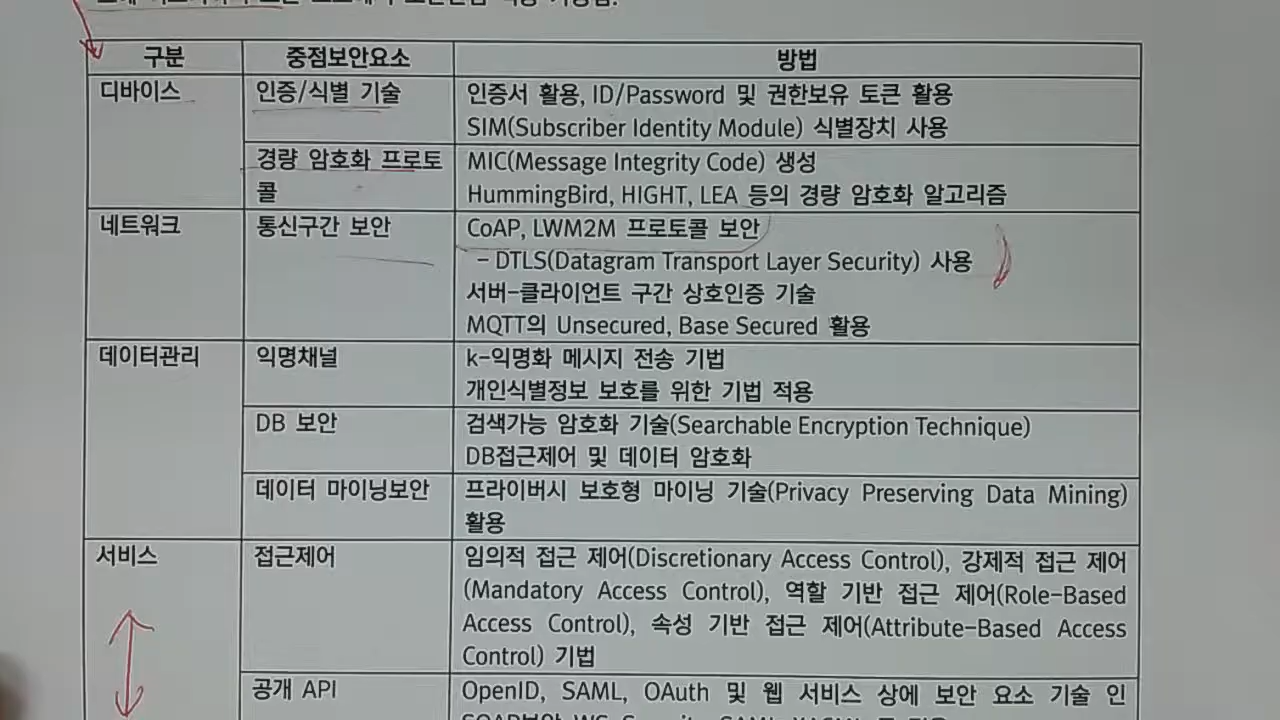 구분 중점보안요소 방법
디바이스 인증/식별 기술 인증서 활용, ID/Password 및 권한보유 토큰 활용
SIM(Subscriber Identity Module) 식별장치 사용
경량 암호화 프로토 MIC(Message Integrity Code) 생성
콜 HummingBird, HIGHT, LEA 등의 경량 암호화 알고리즘
네트워크 통신구간 보안 CoAP, LWM2M 프로토콜 보안
– DTLS(Datagram Transport Layer Security) 사용
서버-클라이언트 구간 상호인증 기술
MQTT의 Unsecured, Base Secured 활용
데이터관리 익명채널 k-익명화 메시지 전송 기법
개인식별정보 보호를 위한 기법 적용
DB 보안 검색가능 암호화 기술(Searchable Encryption Technique)
DB접근제어 및 데이터 암호화
데이터 마이닝보안 프라이버시 보호형 마이닝 기술(Privacy Preserving Data Mining)
활용
서비스 접근제어 임의적 접근 제어(Discretionary Access Control), 강제적 접근 제어
(Mandatory Access Control), 역할 기반 접근 제어(Role-Based
Access Control), 속성 기반 접근 제어(Attribute-Based Access
Control) 기법
공개 API OpenID, SAML, OAuth 및 웹 서비스 상에 보안 요소 기술 인